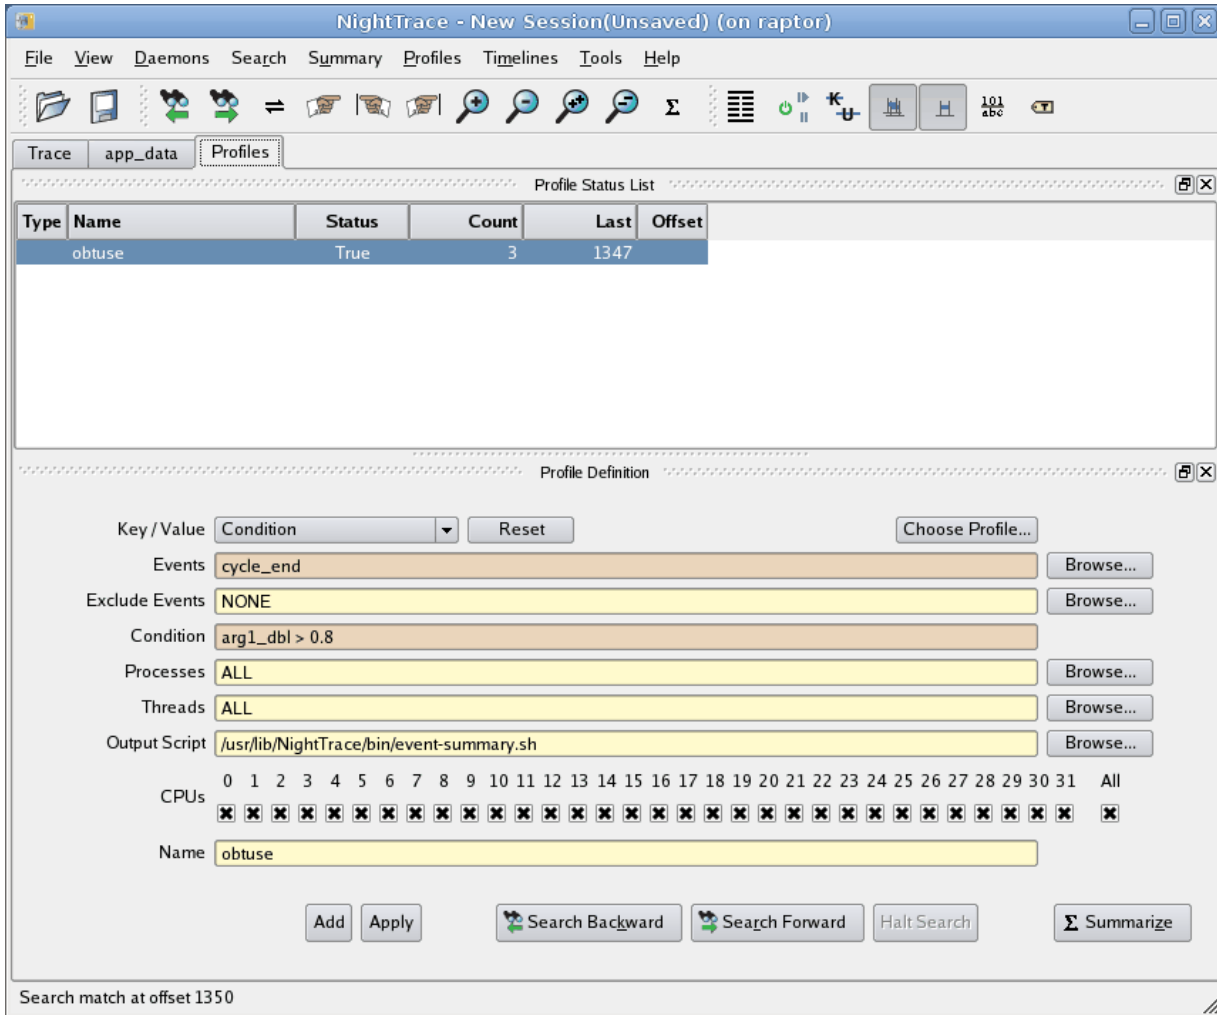 NightTrace - New Session(Unsaved) (on raptor)
File View Daemons Search Summary Profiles Timelines Tools Help
Σ K U 101 abc T
Trace app_data Profiles
Profile Status List
Type Name Status Count Last Offset
obtuse True 3 1347
Profile Definition
Key / Value Condition Reset Choose Profile...
Events cycle_end Browse...
Exclude Events NONE Browse...
Condition arg1_dbl > 0.8
Processes ALL Browse...
Threads ALL Browse...
Output Script /usr/lib/NightTrace/bin/event-summary.sh Browse...
0 1 2 3 4 5 6 7 8 9 10 11 12 13 14 15 16 17 18 19 20 21 22 23 24 25 26 27 28 29 30 31 All
CPUs
Name obtuse
Add Apply Search Backward Search Forward Halt Search Σ Summarize
Search match at offset 1350